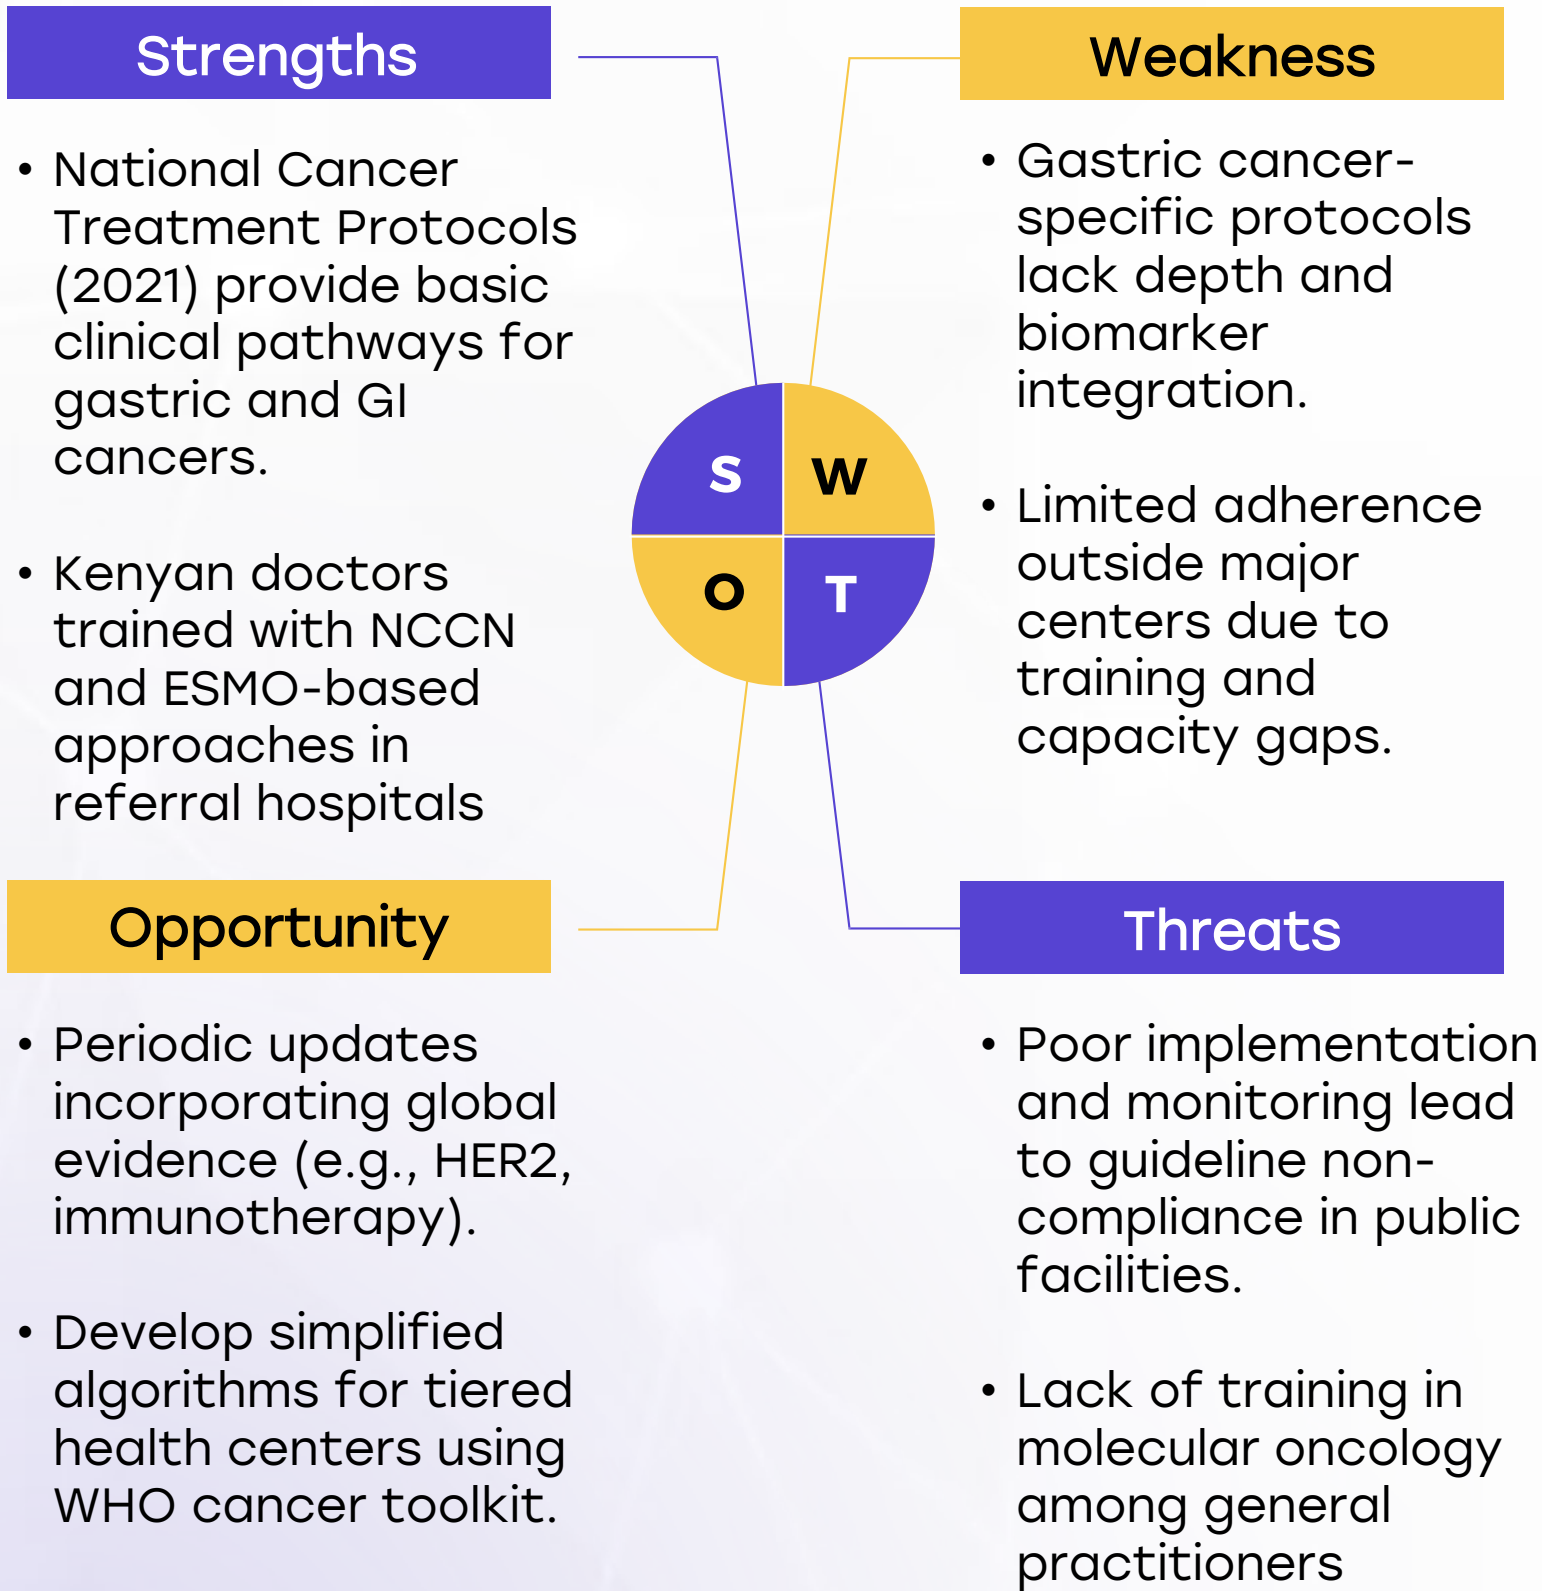 Strengths
• National Cancer
Treatment Protocols
(2021) provide basic
clinical pathways for
gastric and GI
cancers.
• Kenyan doctors
trained with NCCN
and ESMO-based
approaches in
referral hospitals
Weakness
• Gastric cancer-
specific protocols
lack depth and
biomarker
integration.
• Limited adherence
outside major
centers due to
training and
capacity gaps.
S
W
O
T
Opportunity
• Periodic updates
incorporating global
evidence (e.g., HER2,
immunotherapy).
• Develop simplified
algorithms for tiered
health centers using
WHO cancer toolkit.
Threats
• Poor implementation
and monitoring lead
to guideline non-
compliance in public
facilities.
• Lack of training in
molecular oncology
among general
practitioners